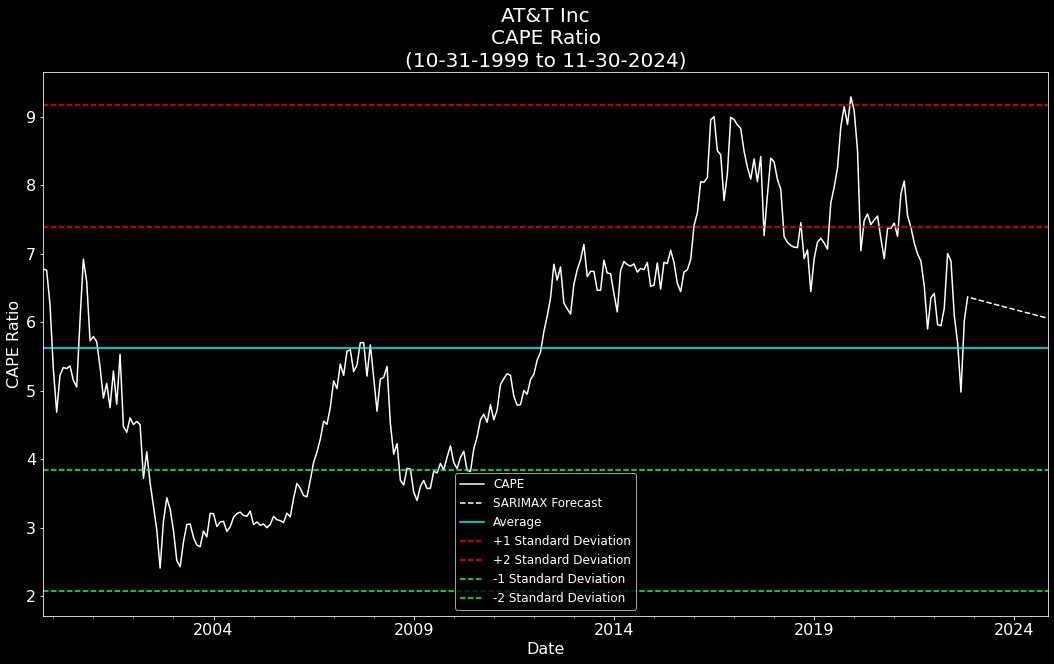 AT&T Inc
CAPE Ratio
(10-31-1999 to 11-30-2024)
CAPE Ratio
9
8
7
6
5
4
3
2
CAPE
SARIMAX Forecast
Average
+1 Standard Deviation
+2 Standard Deviation
-1 Standard Deviation
-2 Standard Deviation
2004 2009 2014 2019 2024
Date